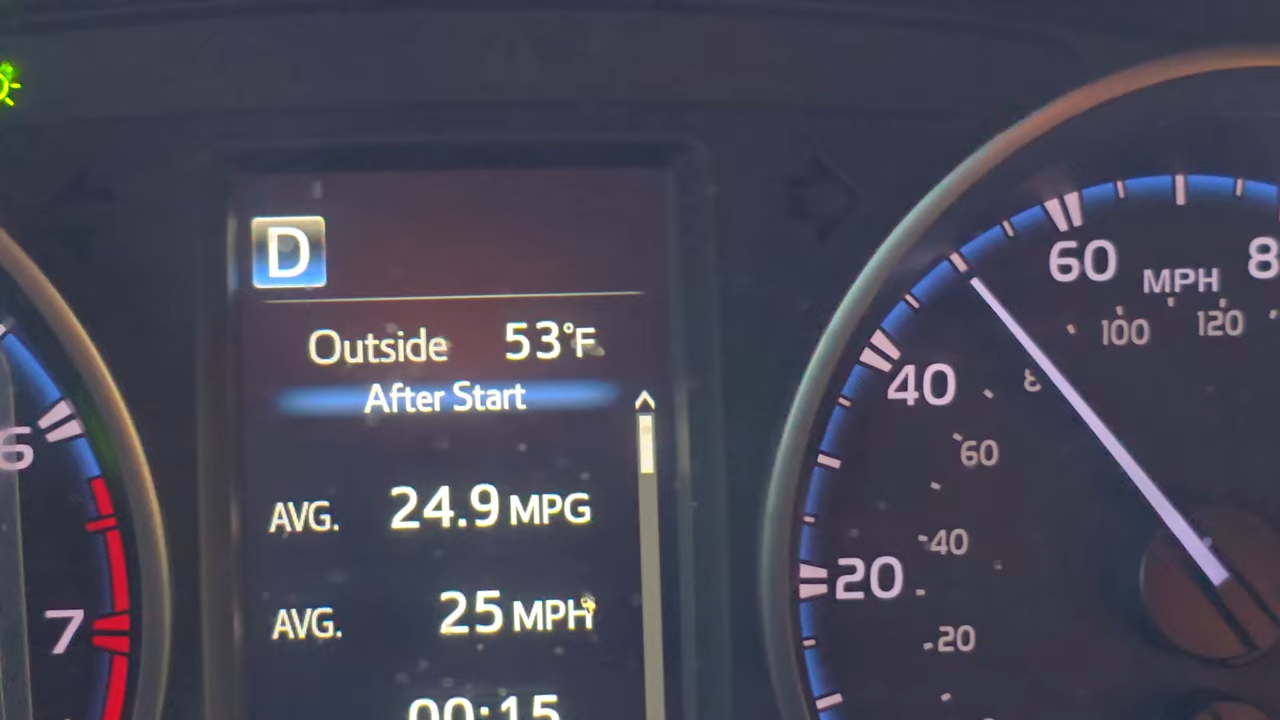 D
Outside 53°F
After Start
AVG. 24.9 MPG
AVG. 25 MPH
00:15
6
7
60
MPH
100
120
40
60
40
20
20